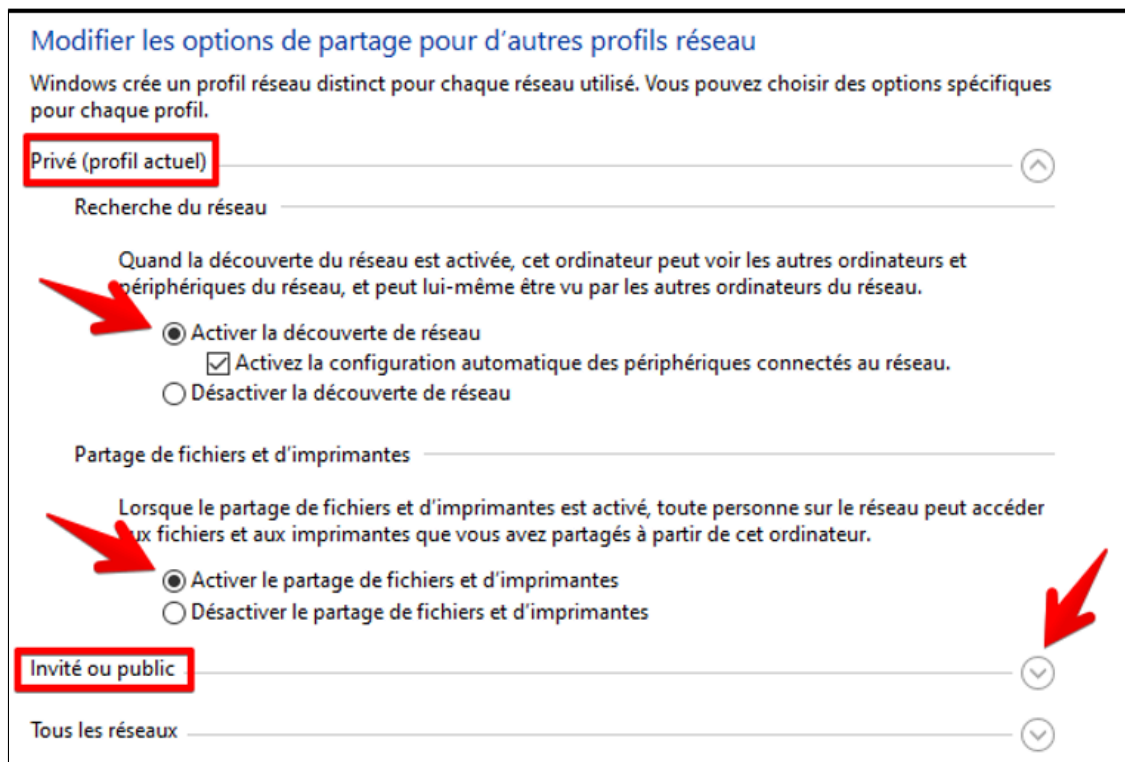 Modifier les options de partage pour d'autres profils réseau
Windows crée un profil réseau distinct pour chaque réseau utilisé. Vous pouvez choisir des options spécifiques
pour chaque profil.
Privé (profil actuel)
Recherche du réseau
Quand la découverte du réseau est activée, cet ordinateur peut voir les autres ordinateurs et
périphériques du réseau, et peut lui-même être vu par les autres ordinateurs du réseau.
Activer la découverte de réseau
Activez la configuration automatique des périphériques connectés au réseau.
Désactiver la découverte de réseau
Partage de fichiers et d'imprimantes
Lorsque le partage de fichiers et d'imprimantes est activé, toute personne sur le réseau peut accéder
aux fichiers et aux imprimantes que vous avez partagés à partir de cet ordinateur.
Activer le partage de fichiers et d'imprimantes
Désactiver le partage de fichiers et d'imprimantes
Invité ou public
Tous les réseaux